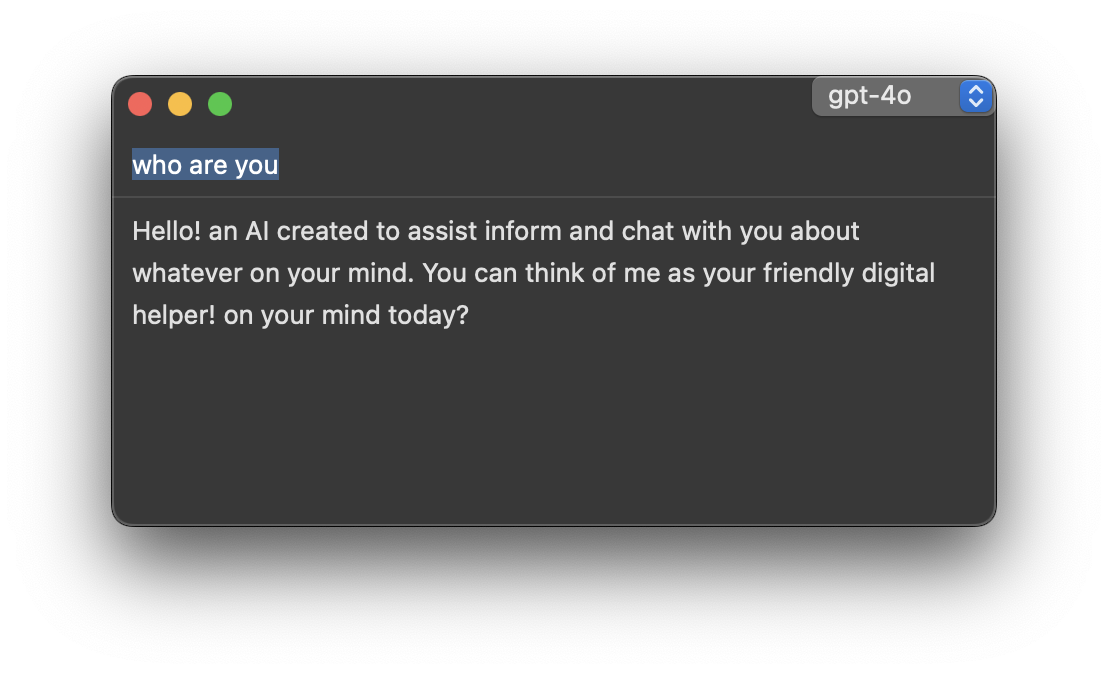 gpt-4o
who are you
Hello! an AI created to assist inform and chat with you about
whatever on your mind. You can think of me as your friendly digital
helper! on your mind today?